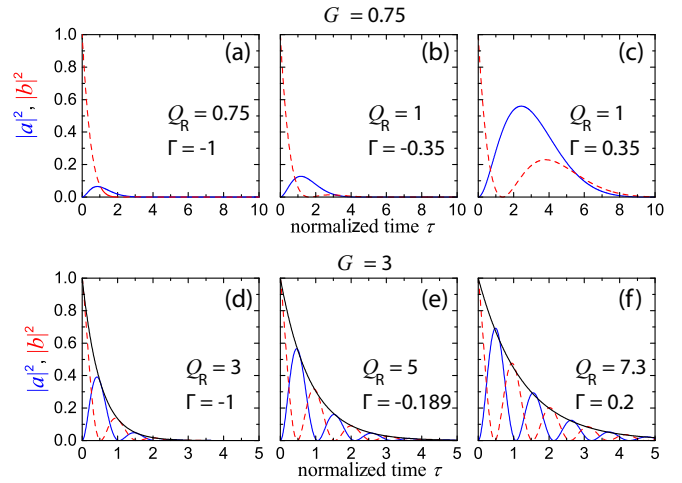 G = 0.75
(a) (b) (c)
|a|², |b|²
1.0
0.8
0.6
0.4
0.2
0.0
Q_R = 0.75
Γ = -1
Q_R = 1
Γ = -0.35
Q_R = 1
Γ = 0.35
0 2 4 6 8 10 0 2 4 6 8 10 0 2 4 6 8 10
normalized time τ
G = 3
(d) (e) (f)
|a|², |b|²
1.0
0.8
0.6
0.4
0.2
0.0
Q_R = 3
Γ = -1
Q_R = 5
Γ = -0.189
Q_R = 7.3
Γ = 0.2
0 1 2 3 4 5 0 1 2 3 4 5 0 1 2 3 4 5
normalized time τ